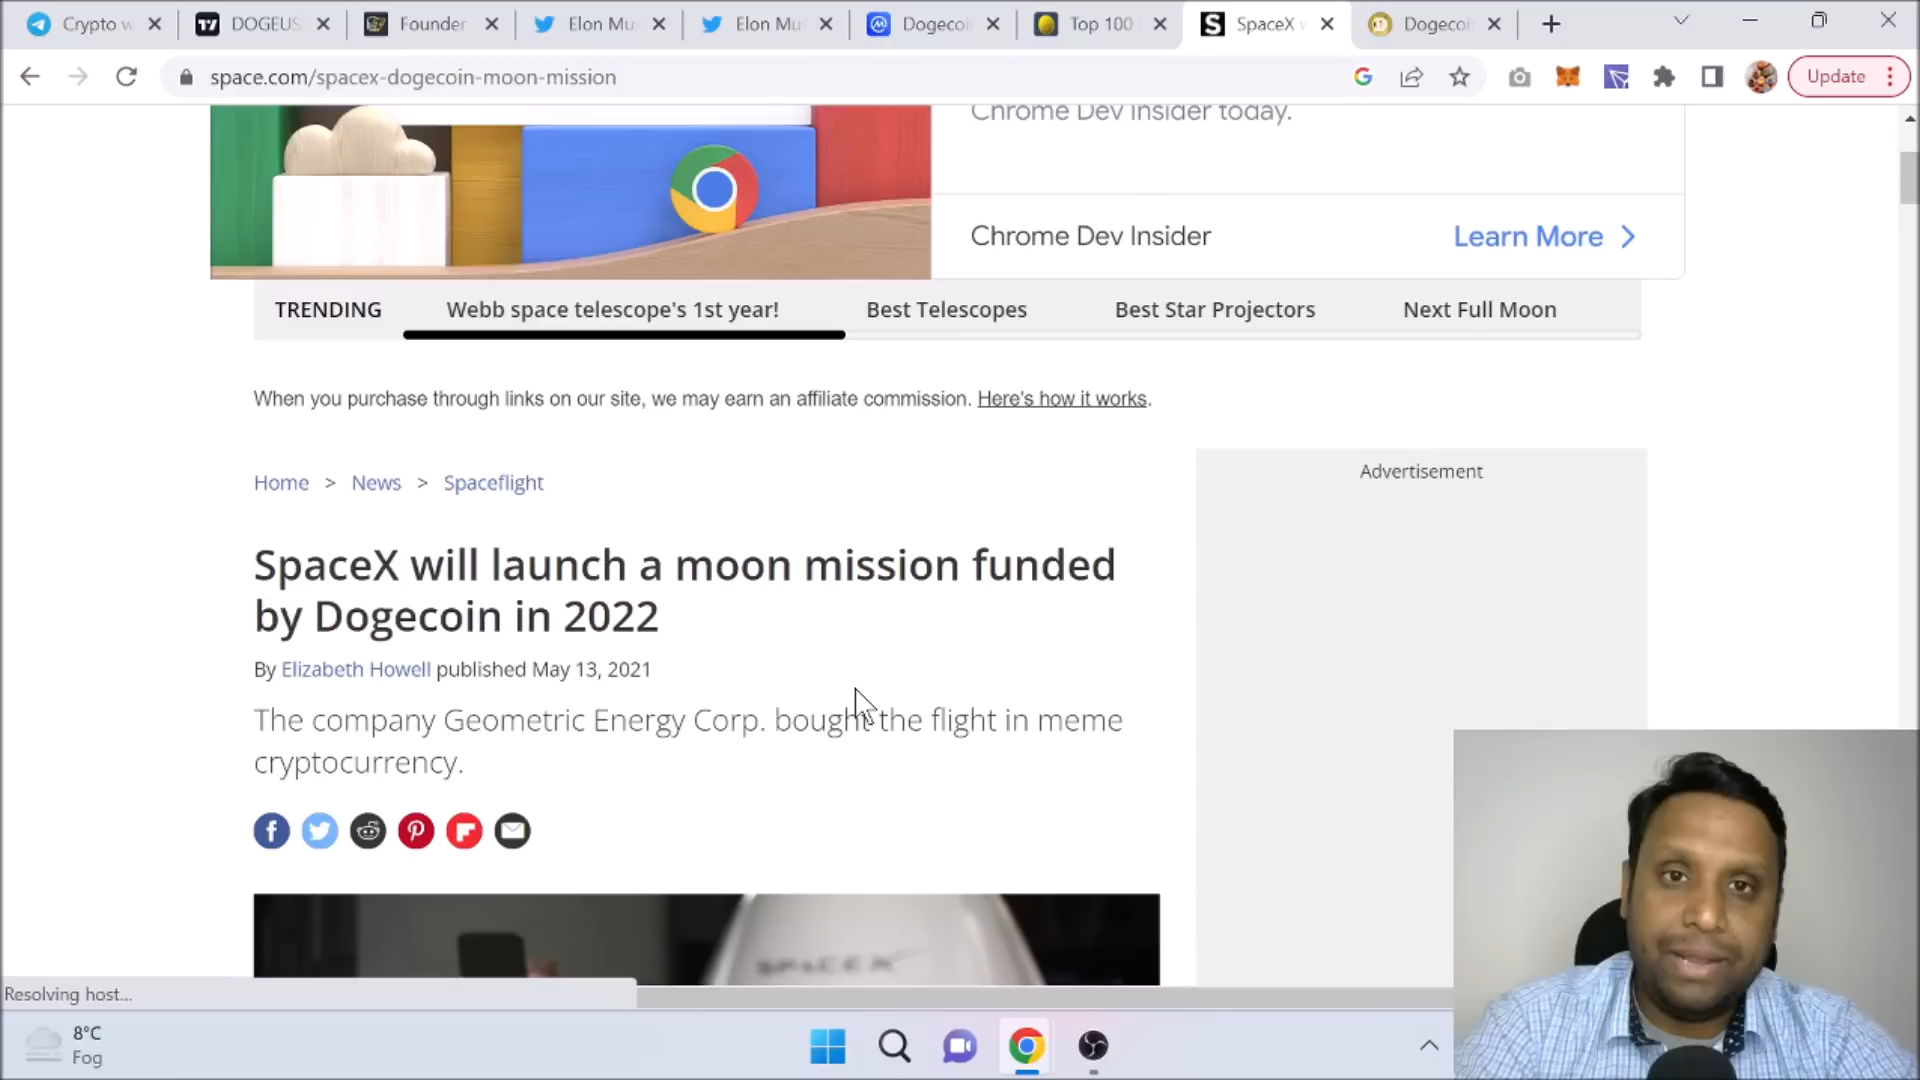 Crypto w
DOGEUS
Founder
Elon Mu
Elon Mu
Dogecoi
Top 100
SpaceX w
Dogecoi
space.com/spacex-dogecoin-moon-mission
Update
Chrome Dev Insider today.
Chrome Dev Insider
Learn More
TRENDING
Webb space telescope's 1st year!
Best Telescopes
Best Star Projectors
Next Full Moon
When you purchase through links on our site, we may earn an affiliate commission. Here's how it works.
Home > News > Spaceflight
Advertisement
SpaceX will launch a moon mission funded
by Dogecoin in 2022
By Elizabeth Howell published May 13, 2021
The company Geometric Energy Corp. bought the flight in meme
cryptocurrency.
SPACEX
Resolving host...
8°C
Fog